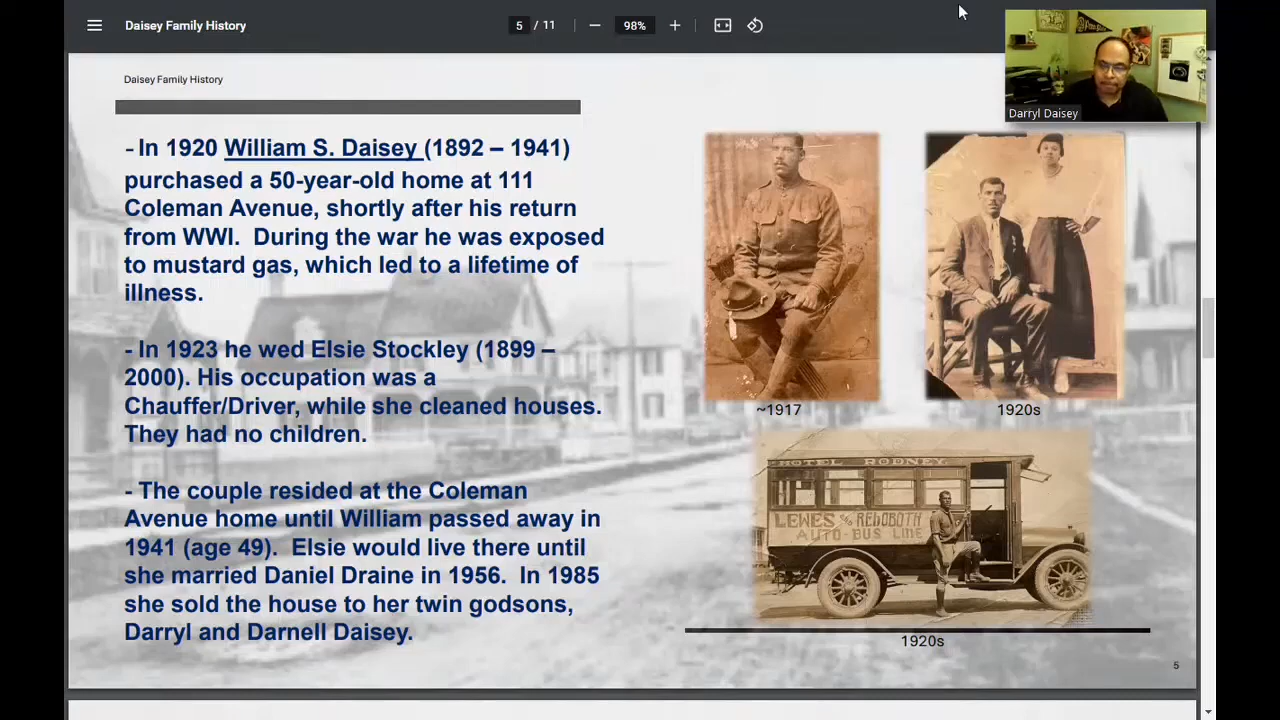 Daisey Family History
5 / 11
98%
Darryl Daisey
Daisey Family History
- In 1920 William S. Daisey (1892 – 1941)
purchased a 50-year-old home at 111
Coleman Avenue, shortly after his return
from WWI. During the war he was exposed
to mustard gas, which led to a lifetime of
illness.
- In 1923 he wed Elsie Stockley (1899 –
2000). His occupation was a
Chauffer/Driver, while she cleaned houses.
They had no children.
- The couple resided at the Coleman
Avenue home until William passed away in
1941 (age 49). Elsie would live there until
she married Daniel Draine in 1956. In 1985
she sold the house to her twin godsons,
Darryl and Darnell Daisey.
~1917
1920s
HOTEL RODNEY
LEWES REHOBOTH
AUTO-BUS LINE
1920s
5